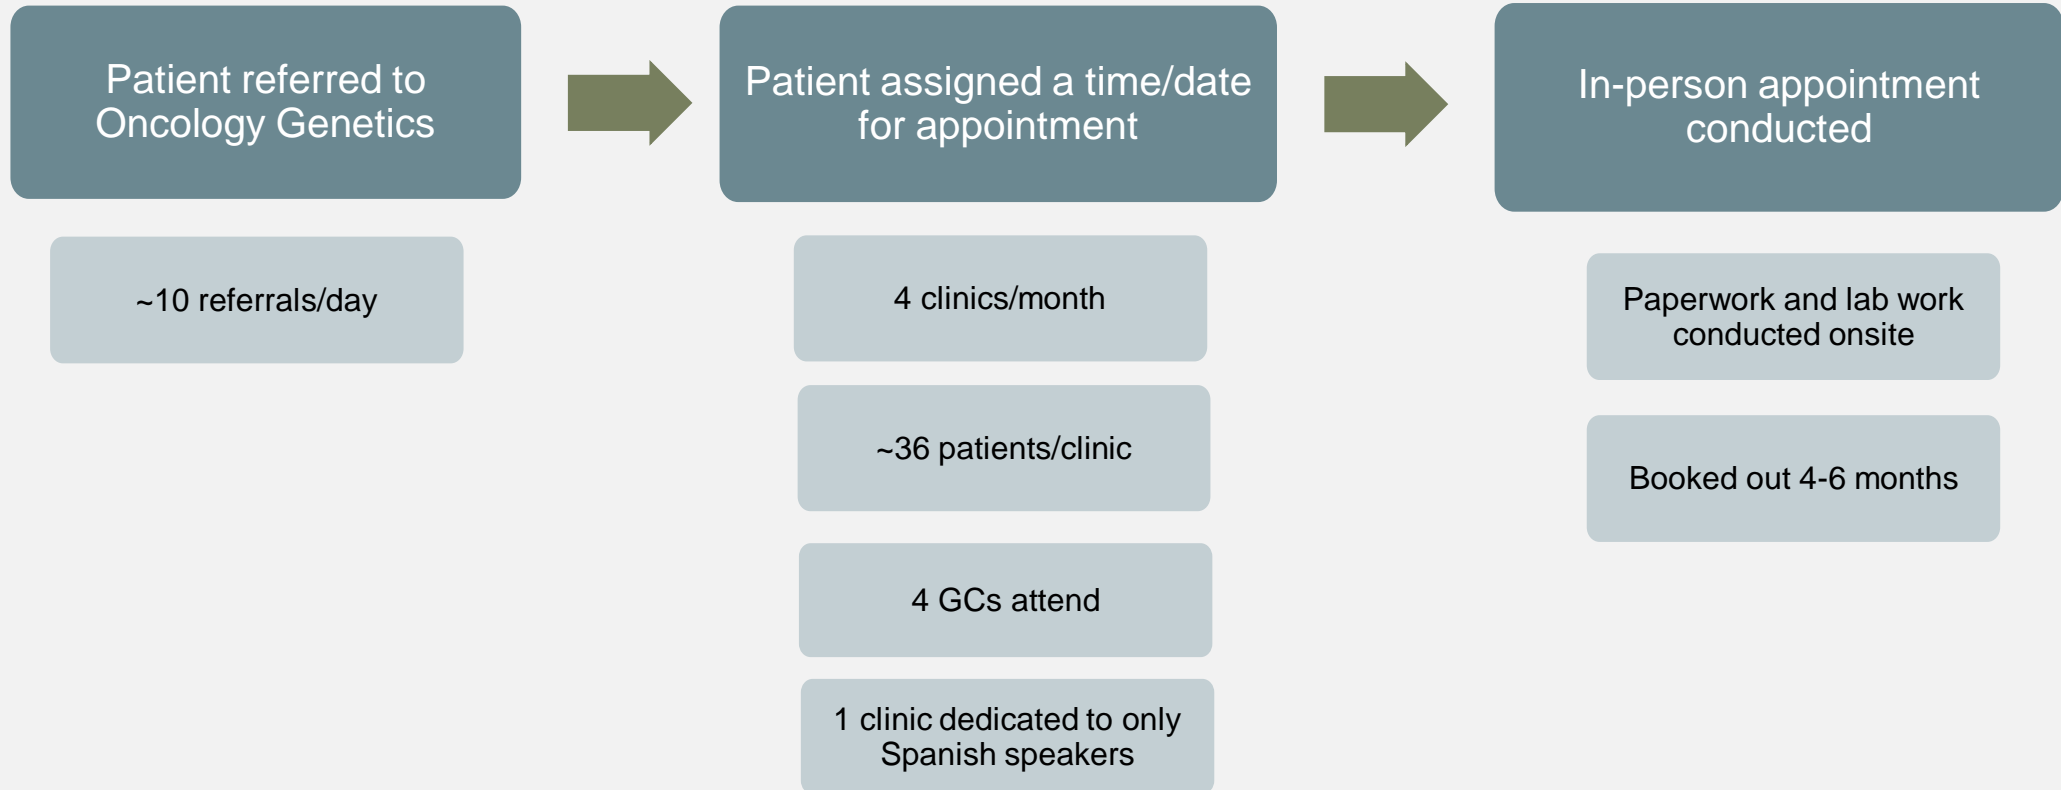 Patient referred to
Oncology Genetics
~10 referrals/day
Patient assigned a time/date
for appointment
4 clinics/month
~36 patients/clinic
4 GCs attend
1 clinic dedicated to only
Spanish speakers
In-person appointment
conducted
Paperwork and lab work
conducted onsite
Booked out 4-6 months